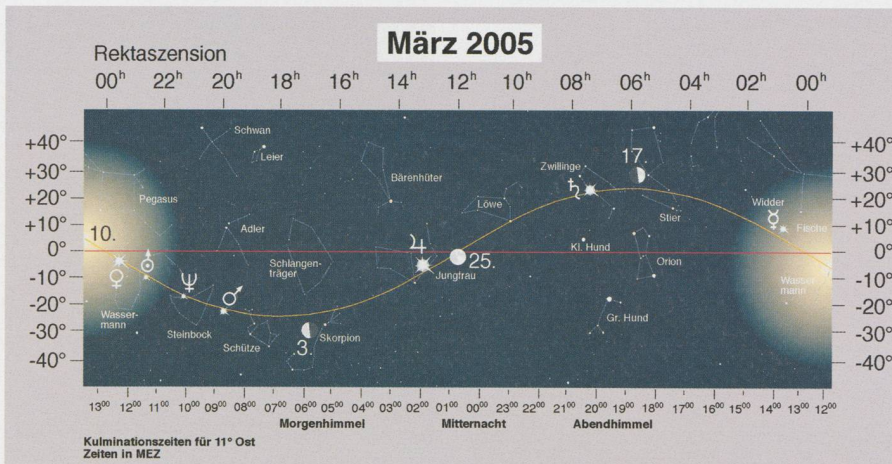 März 2005
Rektaszension
00h 22h 20h 18h 16h 14h 12h 10h 08h 06h 04h 02h 00h
+40° +40°
+30° +30°
+20° +20°
+10° +10°
0° 0°
-10° -10°
-20° -20°
-30° -30°
-40° -40°
Schwan
Leier
Pegasus
Adler
Schlangen-
träger
Bärenhüter
Löwe
Zwillinge
17.
Stier
Widder
Fische
10.
Jungfrau
25.
Kl. Hund
Orion
Wasser-
mann
Wasser-
mann
Steinbock
Schütze
3.
Skorpion
Gr. Hund
13⁰⁰ 12⁰⁰ 11⁰⁰ 10⁰⁰ 09⁰⁰ 08⁰⁰ 07⁰⁰ 06⁰⁰ 05⁰⁰ 04⁰⁰ 03⁰⁰ 02⁰⁰ 01⁰⁰ 00⁰⁰ 23⁰⁰ 22⁰⁰ 21⁰⁰ 20⁰⁰ 19⁰⁰ 18⁰⁰ 17⁰⁰ 16⁰⁰ 15⁰⁰ 14⁰⁰ 13⁰⁰ 12⁰⁰
Morgenhimmel Mitternacht Abendhimmel
Kulminationszeiten für 11° Ost
Zeiten in MEZ